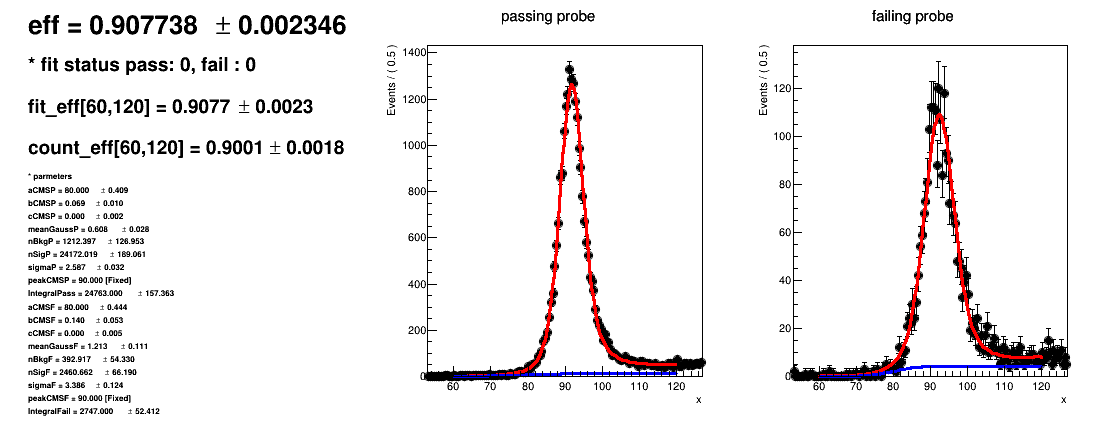 eff = 0.907738 ± 0.002346
* fit status pass: 0, fail : 0
fit_eff[60,120] = 0.9077 ± 0.0023
count_eff[60,120] = 0.9001 ± 0.0018
* parmeters
aCMSP = 80.000 ± 0.409
bCMSP = 0.069 ± 0.010
cCMSP = 0.000 ± 0.002
meanGaussP = 0.608 ± 0.028
nBkgP = 1212.397 ± 126.953
nSigP = 24172.019 ± 189.061
sigmaP = 2.587 ± 0.032
peakCMSP = 90.000 [Fixed]
IntegralPass = 24763.000 ± 157.363
aCMSF = 80.000 ± 0.444
bCMSF = 0.140 ± 0.053
cCMSF = 0.000 ± 0.005
meanGaussF = 1.213 ± 0.111
nBkgF = 392.917 ± 54.330
nSigF = 2460.662 ± 66.190
sigmaF = 3.386 ± 0.124
peakCMSF = 90.000 [Fixed]
IntegralFail = 2747.000 ± 52.412
passing probe
Events / ( 0.5 )
1400
1200
1000
800
600
400
200
0
60 70 80 90 100 110 120
x
failing probe
Events / ( 0.5 )
120
100
80
60
40
20
0
60 70 80 90 100 110 120
x